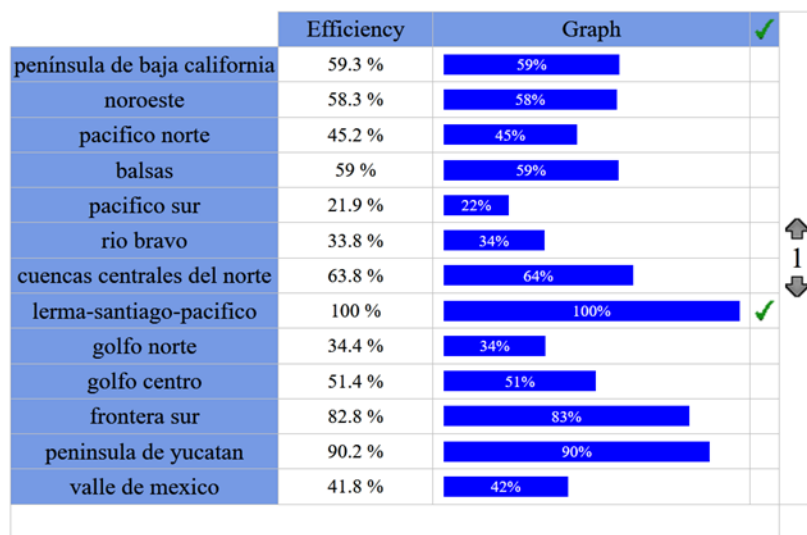 Efficiency Graph
península de baja california 59.3 % 59%
noroeste 58.3 % 58%
pacifico norte 45.2 % 45%
balsas 59 % 59%
pacifico sur 21.9 % 22%
rio bravo 33.8 % 34%
cuencas centrales del norte 63.8 % 64%
1
lerma-santiago-pacifico 100 % 100%
golfo norte 34.4 % 34%
golfo centro 51.4 % 51%
frontera sur 82.8 % 83%
peninsula de yucatan 90.2 % 90%
valle de mexico 41.8 % 42%